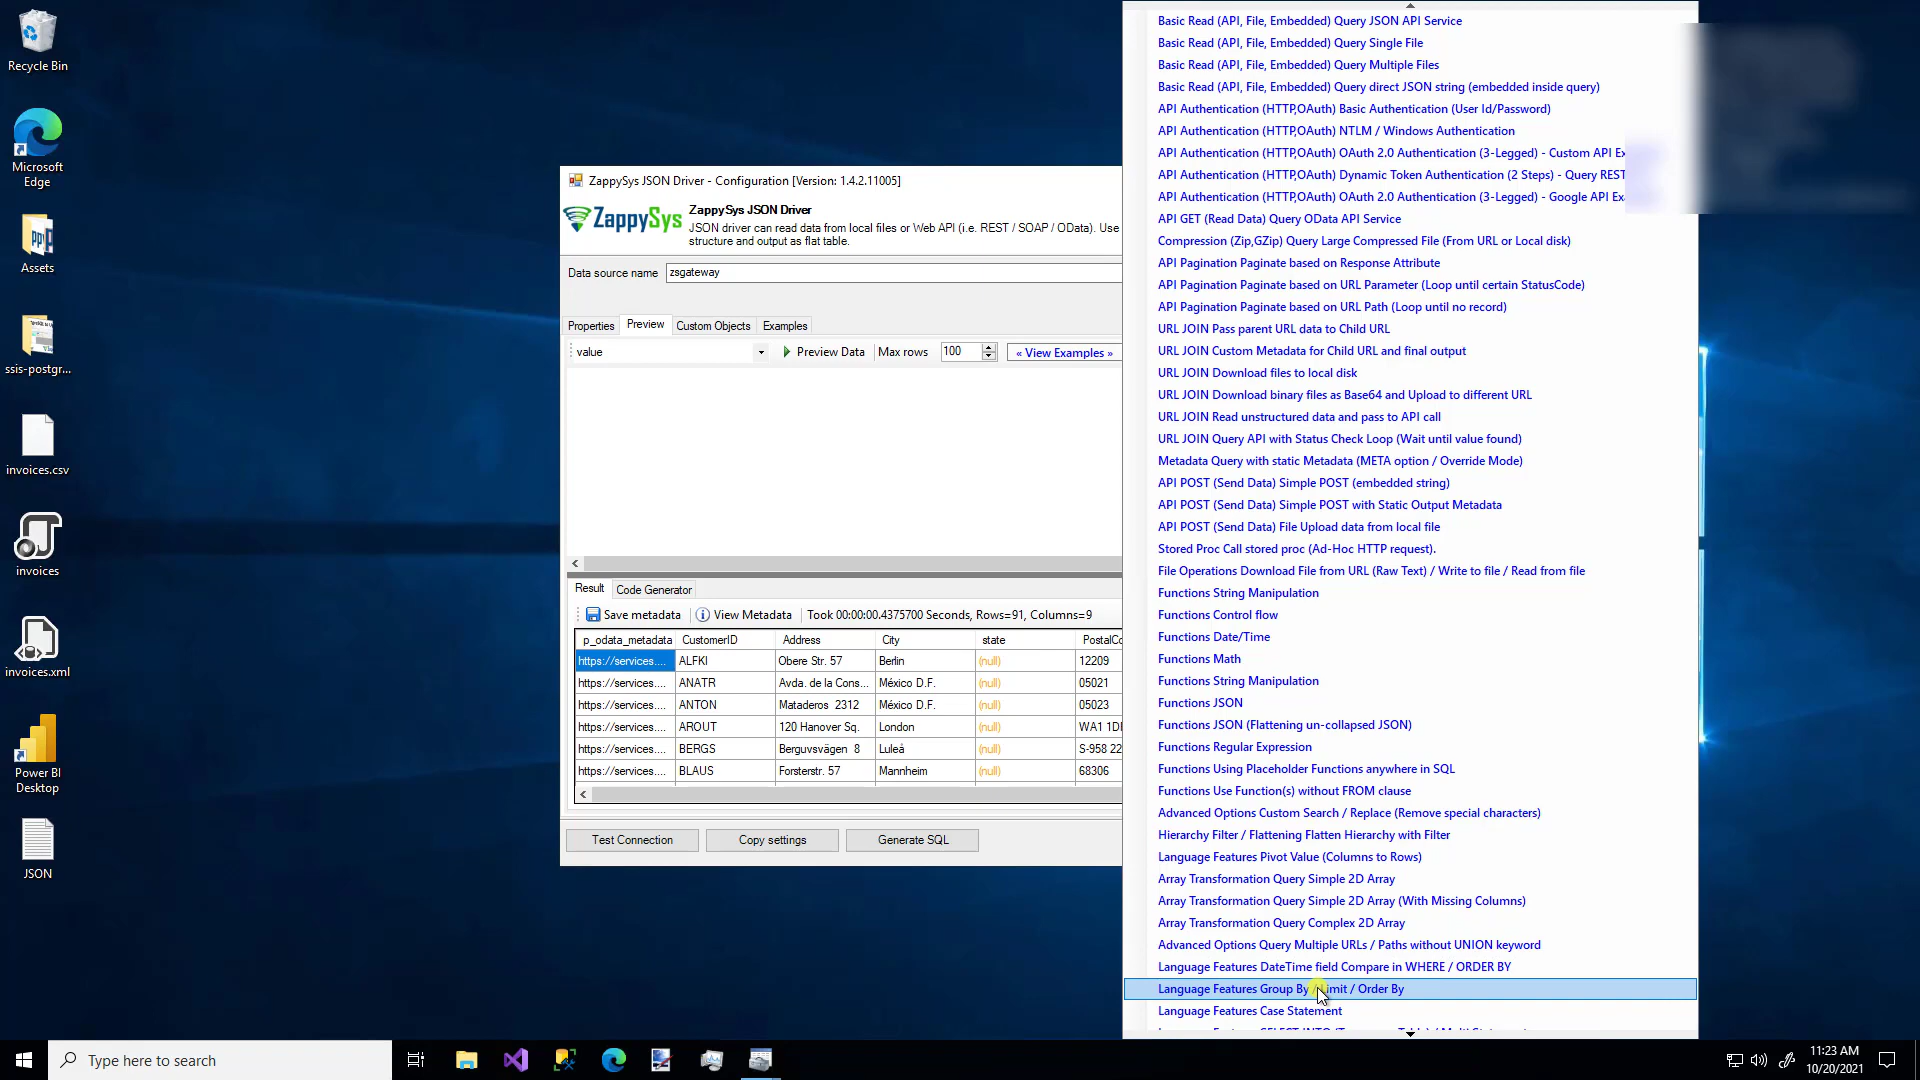 Recycle Bin
Microsoft
Edge
Assets
ssis-postgr...
invoices.csv
invoices
invoices.xml
Power BI
Desktop
JSON
ZappySys JSON Driver - Configuration [Version: 1.4.2.11005]
ZappySys
ZappySys JSON Driver
JSON driver can read data from local files or Web API (i.e. REST / SOAP / OData). Use
structure and output as flat table.
Data source name zsgateway
Properties Preview Custom Objects Examples
value Preview Data Max rows 100 « View Examples »
Result Code Generator
Save metadata View Metadata Took 00:00:00.4375700 Seconds, Rows=91, Columns=9
p_odata_metadata CustomerID Address City state PostalCo
https://services.... ALFKI Obere Str. 57 Berlin (null) 12209
https://services.... ANATR Avda. de la Cons... México D.F. (null) 05021
https://services.... ANTON Mataderos 2312 México D.F. (null) 05023
https://services.... AROUT 120 Hanover Sq. London (null) WA1 1D
https://services.... BERGS Berguvsvägen 8 Luleå (null) S-958 22
https://services.... BLAUS Forsterstr. 57 Mannheim (null) 68306
Test Connection Copy settings Generate SQL
Basic Read (API, File, Embedded) Query JSON API Service
Basic Read (API, File, Embedded) Query Single File
Basic Read (API, File, Embedded) Query Multiple Files
Basic Read (API, File, Embedded) Query direct JSON string (embedded inside query)
API Authentication (HTTP,OAuth) Basic Authentication (User Id/Password)
API Authentication (HTTP,OAuth) NTLM / Windows Authentication
API Authentication (HTTP,OAuth) OAuth 2.0 Authentication (3-Legged) - Custom API Ex
API Authentication (HTTP,OAuth) Dynamic Token Authentication (2 Steps) - Query REST
API Authentication (HTTP,OAuth) OAuth 2.0 Authentication (3-Legged) - Google API Ex
API GET (Read Data) Query OData API Service
Compression (Zip,GZip) Query Large Compressed File (From URL or Local disk)
API Pagination Paginate based on Response Attribute
API Pagination Paginate based on URL Parameter (Loop until certain StatusCode)
API Pagination Paginate based on URL Path (Loop until no record)
URL JOIN Pass parent URL data to Child URL
URL JOIN Custom Metadata for Child URL and final output
URL JOIN Download files to local disk
URL JOIN Download binary files as Base64 and Upload to different URL
URL JOIN Read unstructured data and pass to API call
URL JOIN Query API with Status Check Loop (Wait until value found)
Metadata Query with static Metadata (META option / Override Mode)
API POST (Send Data) Simple POST (embedded string)
API POST (Send Data) Simple POST with Static Output Metadata
API POST (Send Data) File Upload data from local file
Stored Proc Call stored proc (Ad-Hoc HTTP request).
File Operations Download File from URL (Raw Text) / Write to file / Read from file
Functions String Manipulation
Functions Control flow
Functions Date/Time
Functions Math
Functions String Manipulation
Functions JSON
Functions JSON (Flattening un-collapsed JSON)
Functions Regular Expression
Functions Using Placeholder Functions anywhere in SQL
Functions Use Function(s) without FROM clause
Advanced Options Custom Search / Replace (Remove special characters)
Hierarchy Filter / Flattening Flatten Hierarchy with Filter
Language Features Pivot Value (Columns to Rows)
Array Transformation Query Simple 2D Array
Array Transformation Query Simple 2D Array (With Missing Columns)
Array Transformation Query Complex 2D Array
Advanced Options Query Multiple URLs / Paths without UNION keyword
Language Features DateTime field Compare in WHERE / ORDER BY
Language Features Group By / Limit / Order By
Language Features Case Statement
Type here to search
11:23 AM
10/20/2021